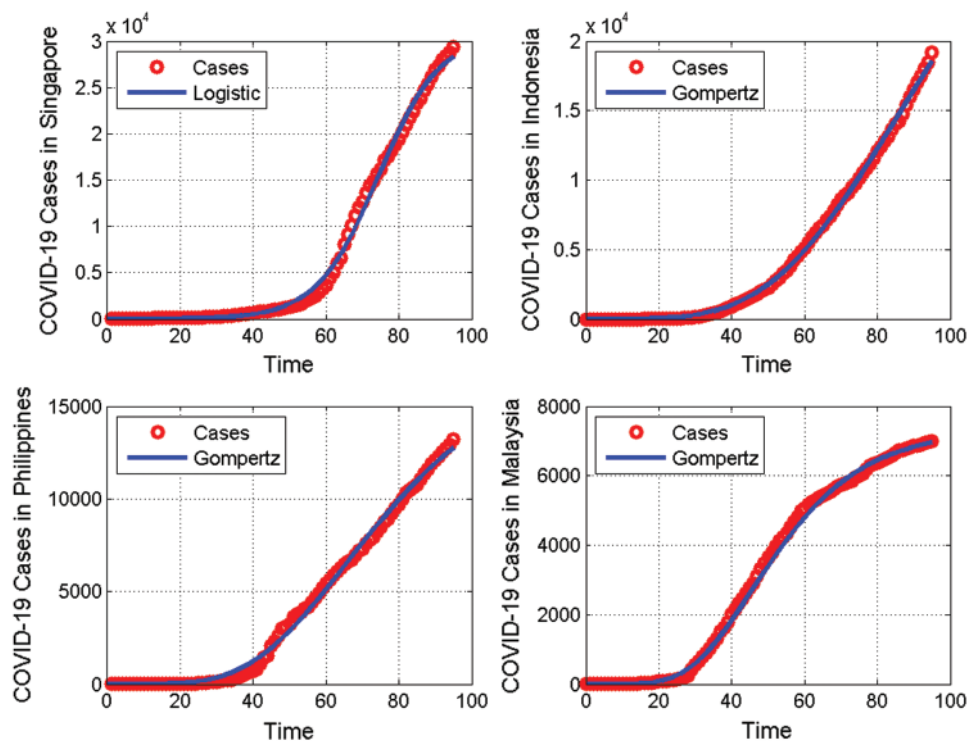 x 10⁴
3
2.5
2
1.5
1
0.5
0
0 20 40 60 80 100
COVID-19 Cases in Singapore
Time
Cases
Logistic
x 10⁴
2
1.5
1
0.5
0
0 20 40 60 80 100
COVID-19 Cases in Indonesia
Time
Cases
Gompertz
15000
10000
5000
0
0 20 40 60 80 100
COVID-19 Cases in Philippines
Time
Cases
Gompertz
8000
6000
4000
2000
0
0 20 40 60 80 100
COVID-19 Cases in Malaysia
Time
Cases
Gompertz